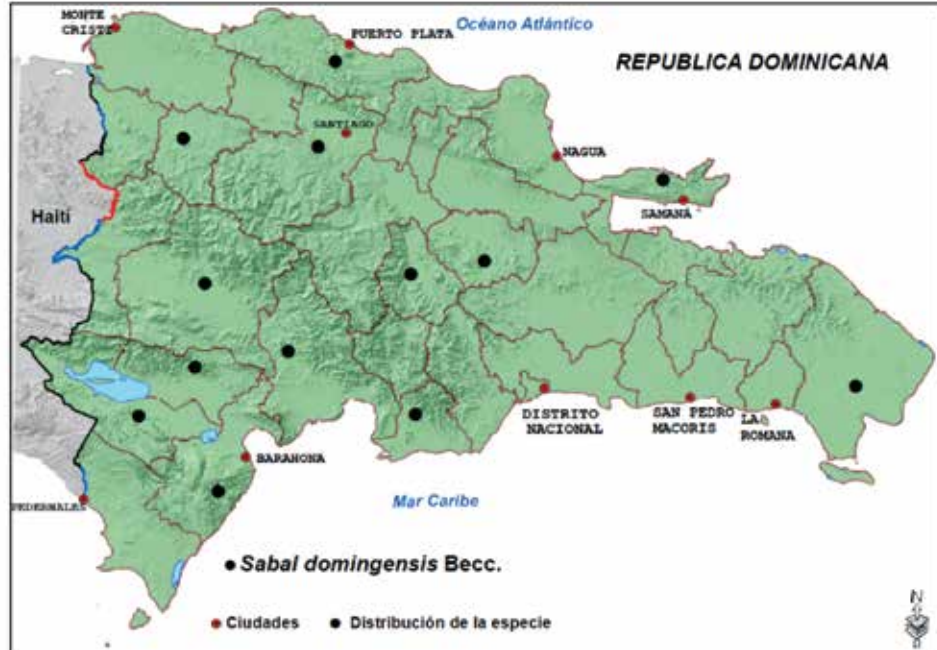 MONTE
CRISTI
Océano Atlántico
PUERTO PLATA
REPUBLICA DOMINICANA
SANTIAGO
NAGUA
SAMANÁ
Haití
DISTRITO
NACIONAL
SAN PEDRO
MACORIS
LA
ROMANA
BARAHONA
PEDERNALES
Mar Caribe
Sabal domingensis Becc.
Ciudades
Distribución de la especie
N